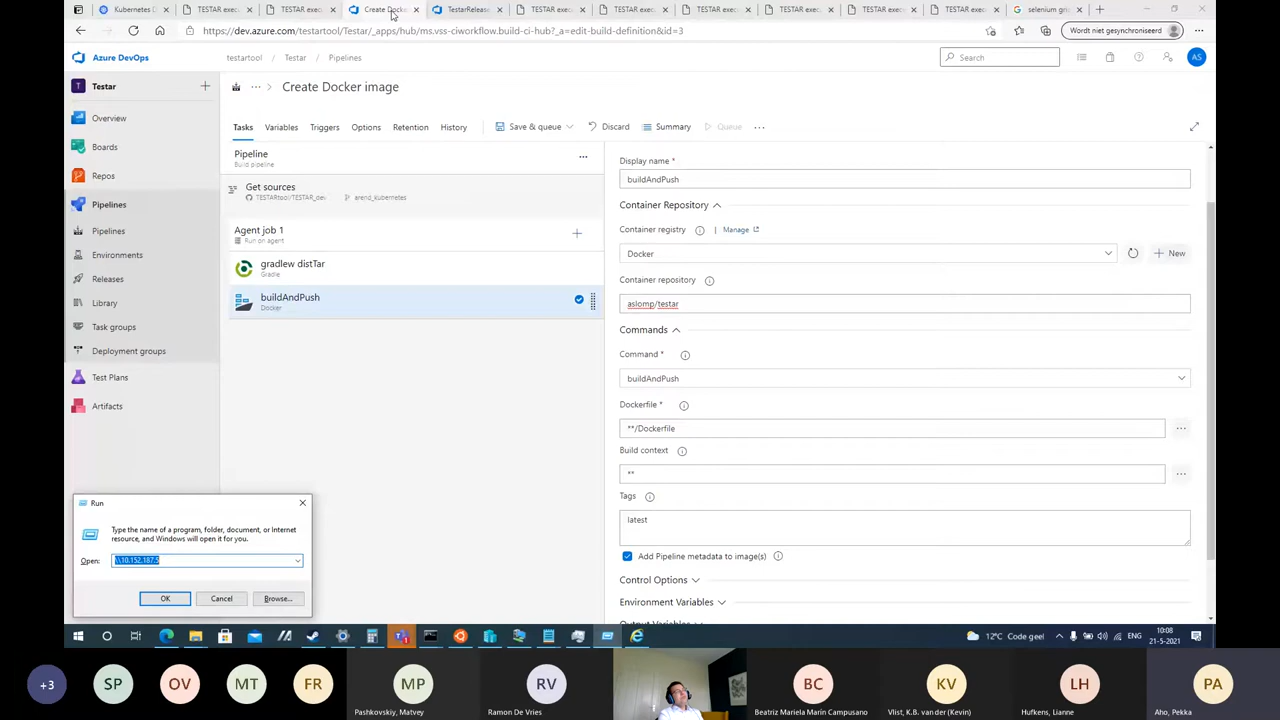 Kubernetes D
TESTAR exec
TESTAR exec
Create Docke
TestarRelease
TESTAR exec
TESTAR exec
TESTAR exec
TESTAR exec
TESTAR exec
TESTAR exec
selenium gri
https://dev.azure.com/testartool/Testar/_apps/hub/ms.vss-ciworkflow.build-ci-hub?_a=edit-build-definition&id=3
Wordt niet gesynchroniseerd
Azure DevOps
testartool / Testar / Pipelines
Search
AS
T Testar
... > Create Docker image
Overview
Boards
Repos
Pipelines
Pipelines
Environments
Releases
Library
Task groups
Deployment groups
Test Plans
Artifacts
Tasks Variables Triggers Options Retention History
Save & queue Discard Summary Queue ...
Pipeline
Build pipeline
Get sources
TESTARtool/TESTAR_dev arend_kubernetes
Agent job 1
Run on agent
gradlew distTar
Gradle
buildAndPush
Docker
Display name *
buildAndPush
Container Repository
Container registry | Manage
Docker
New
Container repository
aslomp/testar
Commands
Command *
buildAndPush
Dockerfile *
**/Dockerfile
Build context
**
Tags
latest
Add Pipeline metadata to image(s)
Control Options
Environment Variables
Run
Type the name of a program, folder, document, or Internet
resource, and Windows will open it for you.
Open: \\10.152.187.5
OK Cancel Browse...
12°C Code geel
ENG
10:08
21-5-2021
+3
SP
OV
MT
FR
MP
Pashkovskiy, Matvey
RV
Ramon De Vries
BC
Beatriz Mariela Marín Campusano
KV
Vlist, K.B. van der (Kevin)
LH
Hufkens, Lianne
PA
Aho, Pekka